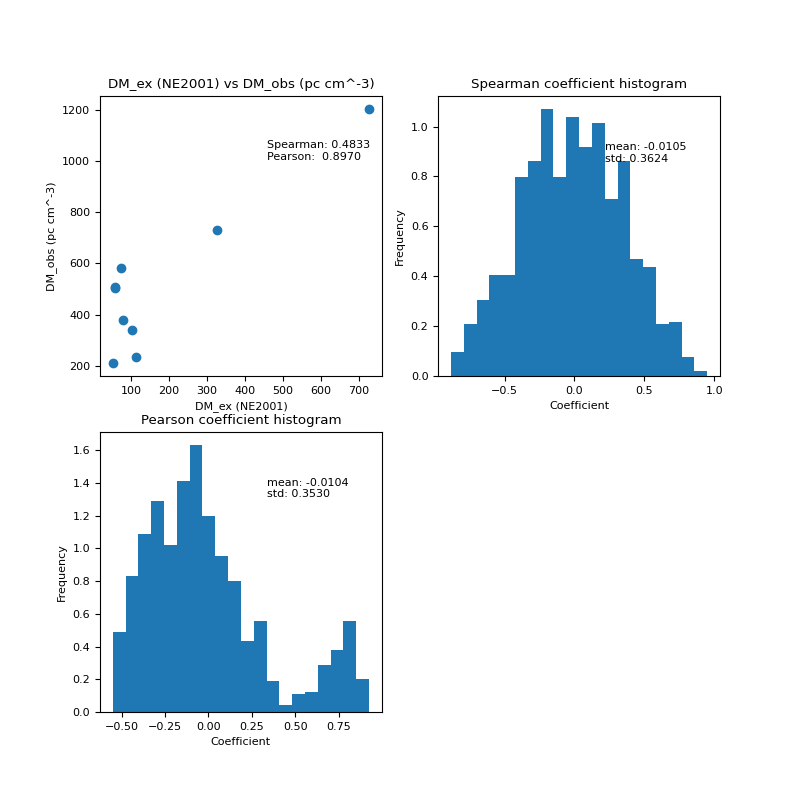 DM_ex (NE2001) vs DM_obs (pc cm^-3)
Spearman: 0.4833
Pearson:  0.8970
DM_obs (pc cm^-3)
1200
1000
800
600
400
200
100 200 300 400 500 600 700
DM_ex (NE2001)
Spearman coefficient histogram
mean: -0.0105
std: 0.3624
Frequency
1.0
0.8
0.6
0.4
0.2
0.0
−0.5 0.0 0.5 1.0
Coefficient
Pearson coefficient histogram
mean: -0.0104
std: 0.3530
Frequency
1.6
1.4
1.2
1.0
0.8
0.6
0.4
0.2
0.0
−0.50 −0.25 0.00 0.25 0.50 0.75
Coefficient